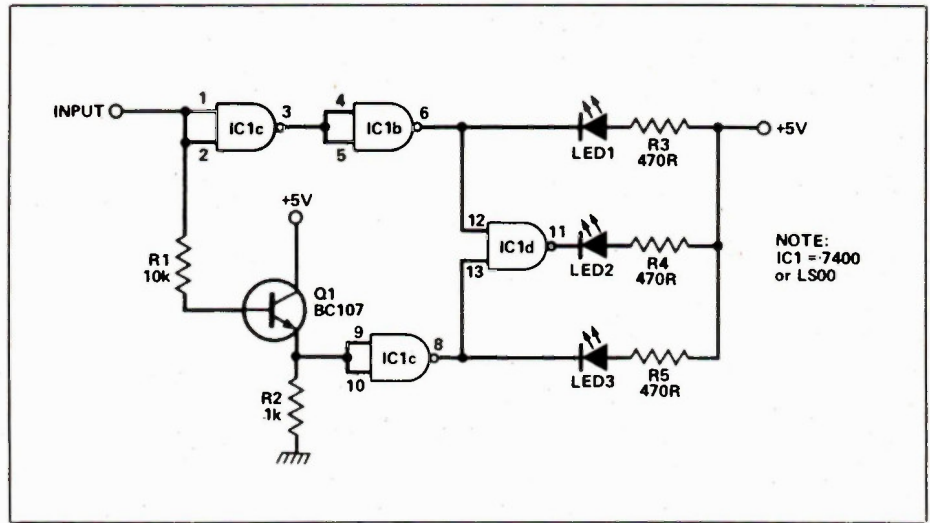 INPUT
1
2
IC1c
3
4
5
IC1b
6
LED1
R3
470R
+5V
+5V
R1
10k
Q1
BC107
12
13
IC1d
11
LED2
R4
470R
NOTE:
IC1 = 7400
or LS00
9
10
IC1c
8
LED3
R5
470R
R2
1k